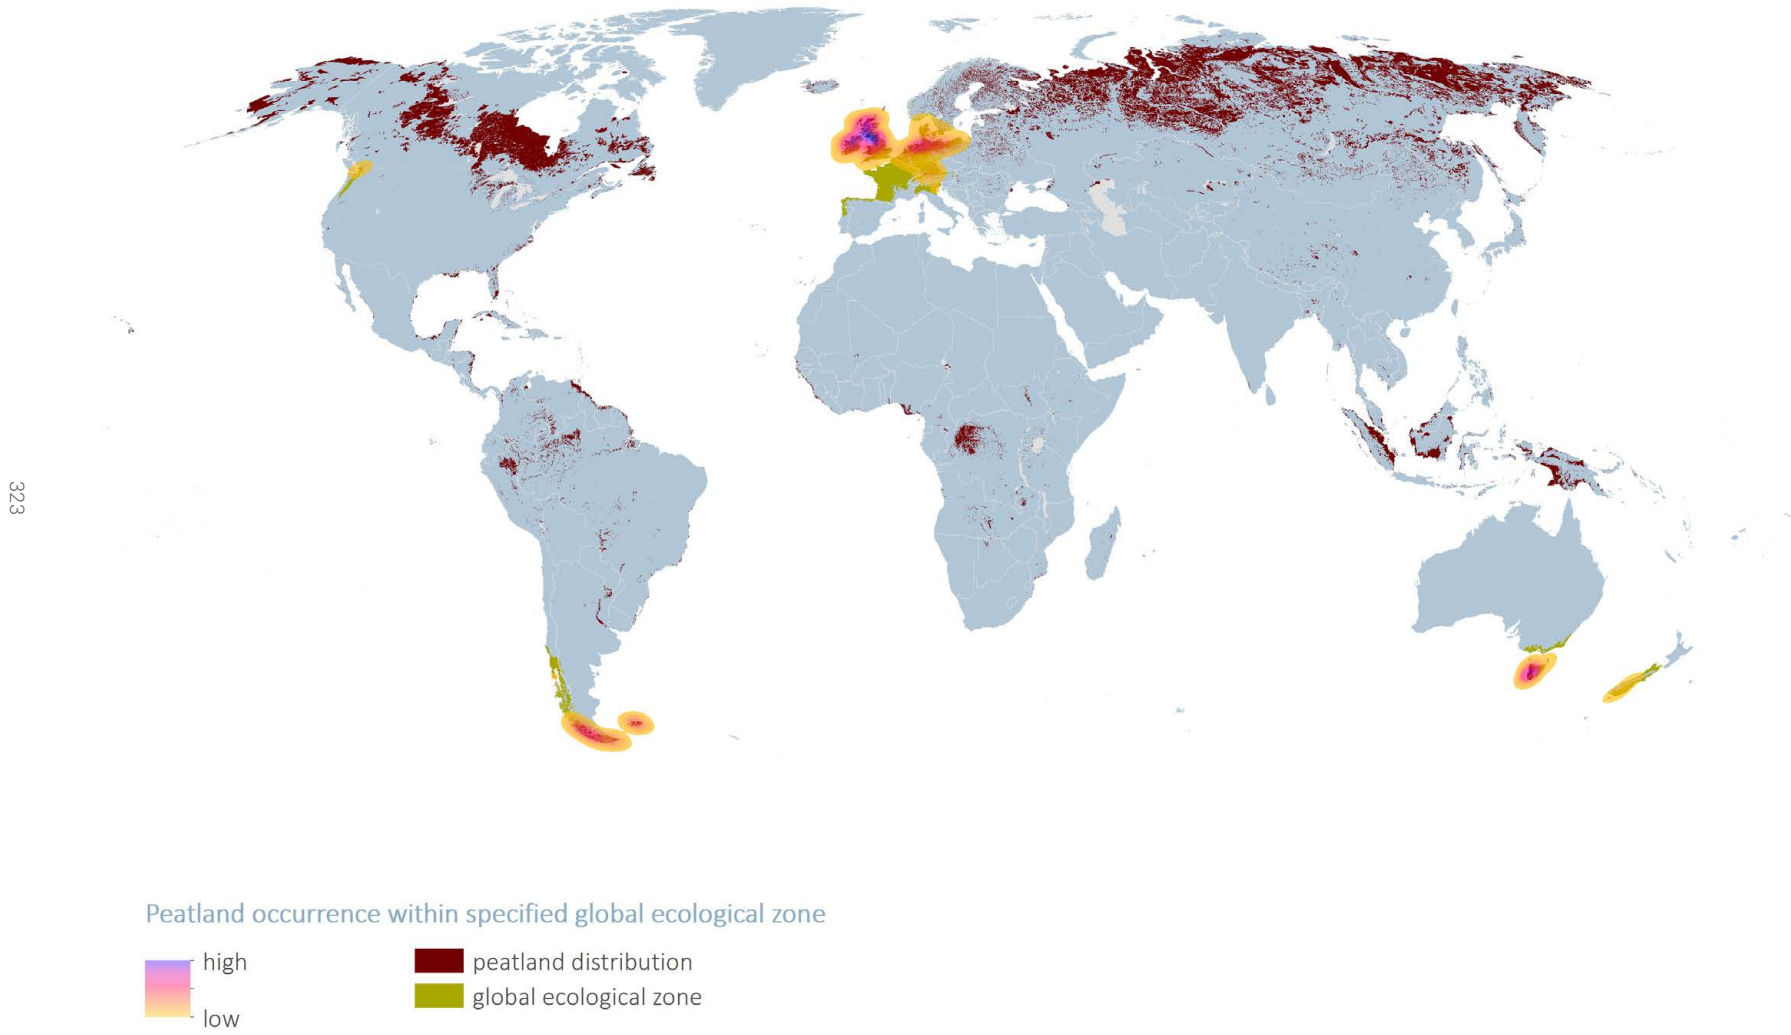 323
Peatland occurrence within specified global ecological zone
high
low
peatland distribution
global ecological zone